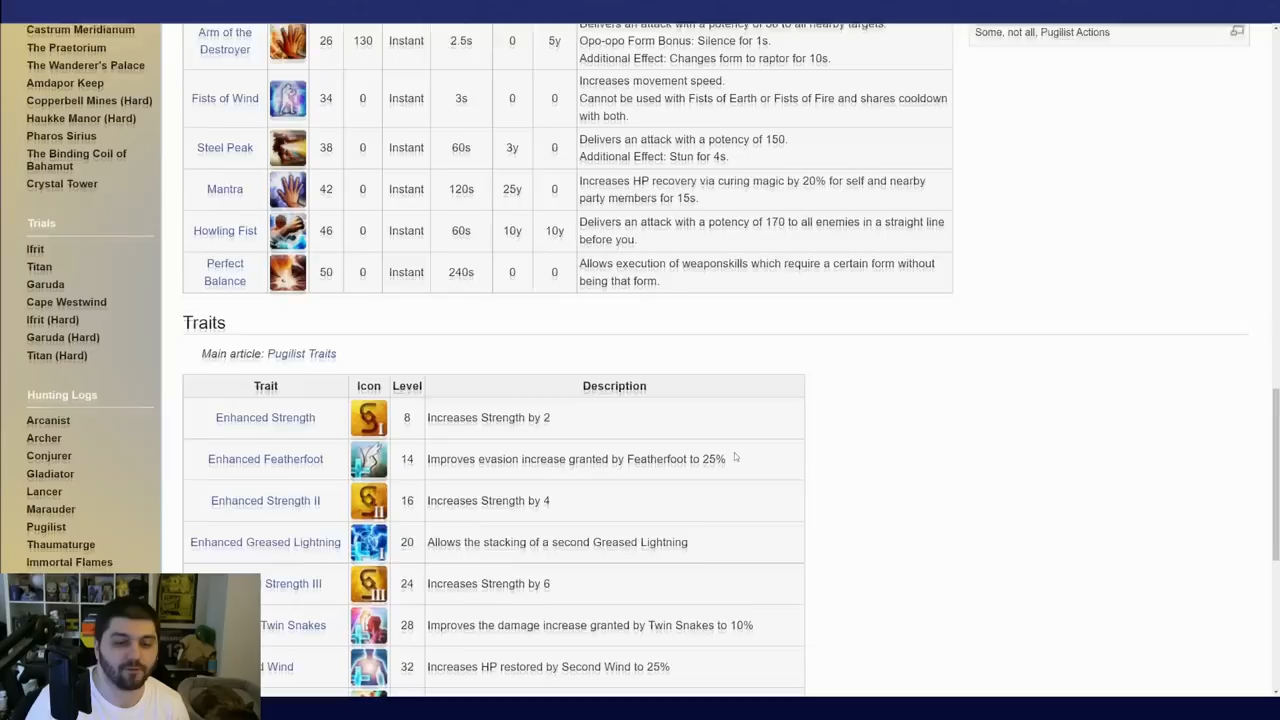 Castrum Meridianum
The Praetorium
The Wanderer's Palace
Amdapor Keep
Copperbell Mines (Hard)
Haukke Manor (Hard)
Pharos Sirius
The Binding Coil of
Bahamut
Crystal Tower
Trials
Ifrit
Titan
Garuda
Cape Westwind
Ifrit (Hard)
Garuda (Hard)
Titan (Hard)
Hunting Logs
Arcanist
Archer
Conjurer
Gladiator
Lancer
Marauder
Pugilist
Thaumaturge
Immortal Flames
Arm of the
Destroyer
26 130 Instant 2.5s 0 5y
Delivers an attack with a potency of 50 to all nearby targets.
Opo-opo Form Bonus: Silence for 1s.
Additional Effect: Changes form to raptor for 10s.
Fists of Wind 34 0 Instant 3s 0 0
Increases movement speed.
Cannot be used with Fists of Earth or Fists of Fire and shares cooldown
with both.
Steel Peak 38 0 Instant 60s 3y 0
Delivers an attack with a potency of 150.
Additional Effect: Stun for 4s.
Mantra 42 0 Instant 120s 25y 0
Increases HP recovery via curing magic by 20% for self and nearby
party members for 15s.
Howling Fist 46 0 Instant 60s 10y 10y
Delivers an attack with a potency of 170 to all enemies in a straight line
before you.
Perfect
Balance
50 0 Instant 240s 0 0
Allows execution of weaponskills which require a certain form without
being that form.
Some, not all, Pugilist Actions
Traits
Main article: Pugilist Traits
Trait Icon Level Description
Enhanced Strength I 8 Increases Strength by 2
Enhanced Featherfoot 14 Improves evasion increase granted by Featherfoot to 25%
Enhanced Strength II II 16 Increases Strength by 4
Enhanced Greased Lightning I 20 Allows the stacking of a second Greased Lightning
Strength III III 24 Increases Strength by 6
Twin Snakes 28 Improves the damage increase granted by Twin Snakes to 10%
Wind 32 Increases HP restored by Second Wind to 25%